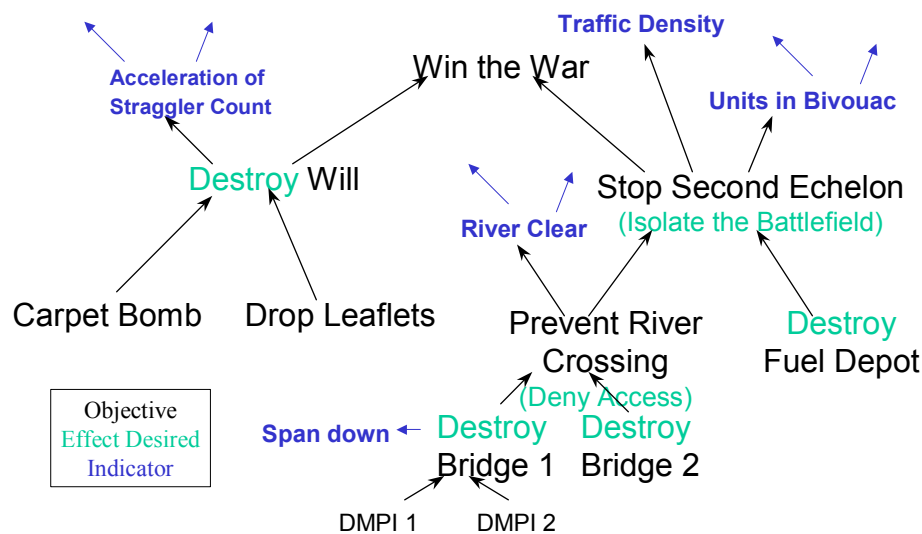 Traffic Density
Win the War
Acceleration of
Straggler Count
Units in Bivouac
Destroy Will
Stop Second Echelon
(Isolate the Battlefield)
River Clear
Carpet Bomb
Drop Leaflets
Prevent River
Crossing
(Deny Access)
Destroy
Fuel Depot
Objective
Effect Desired
Indicator
Span down
Destroy
Bridge 1
Destroy
Bridge 2
DMPI 1
DMPI 2